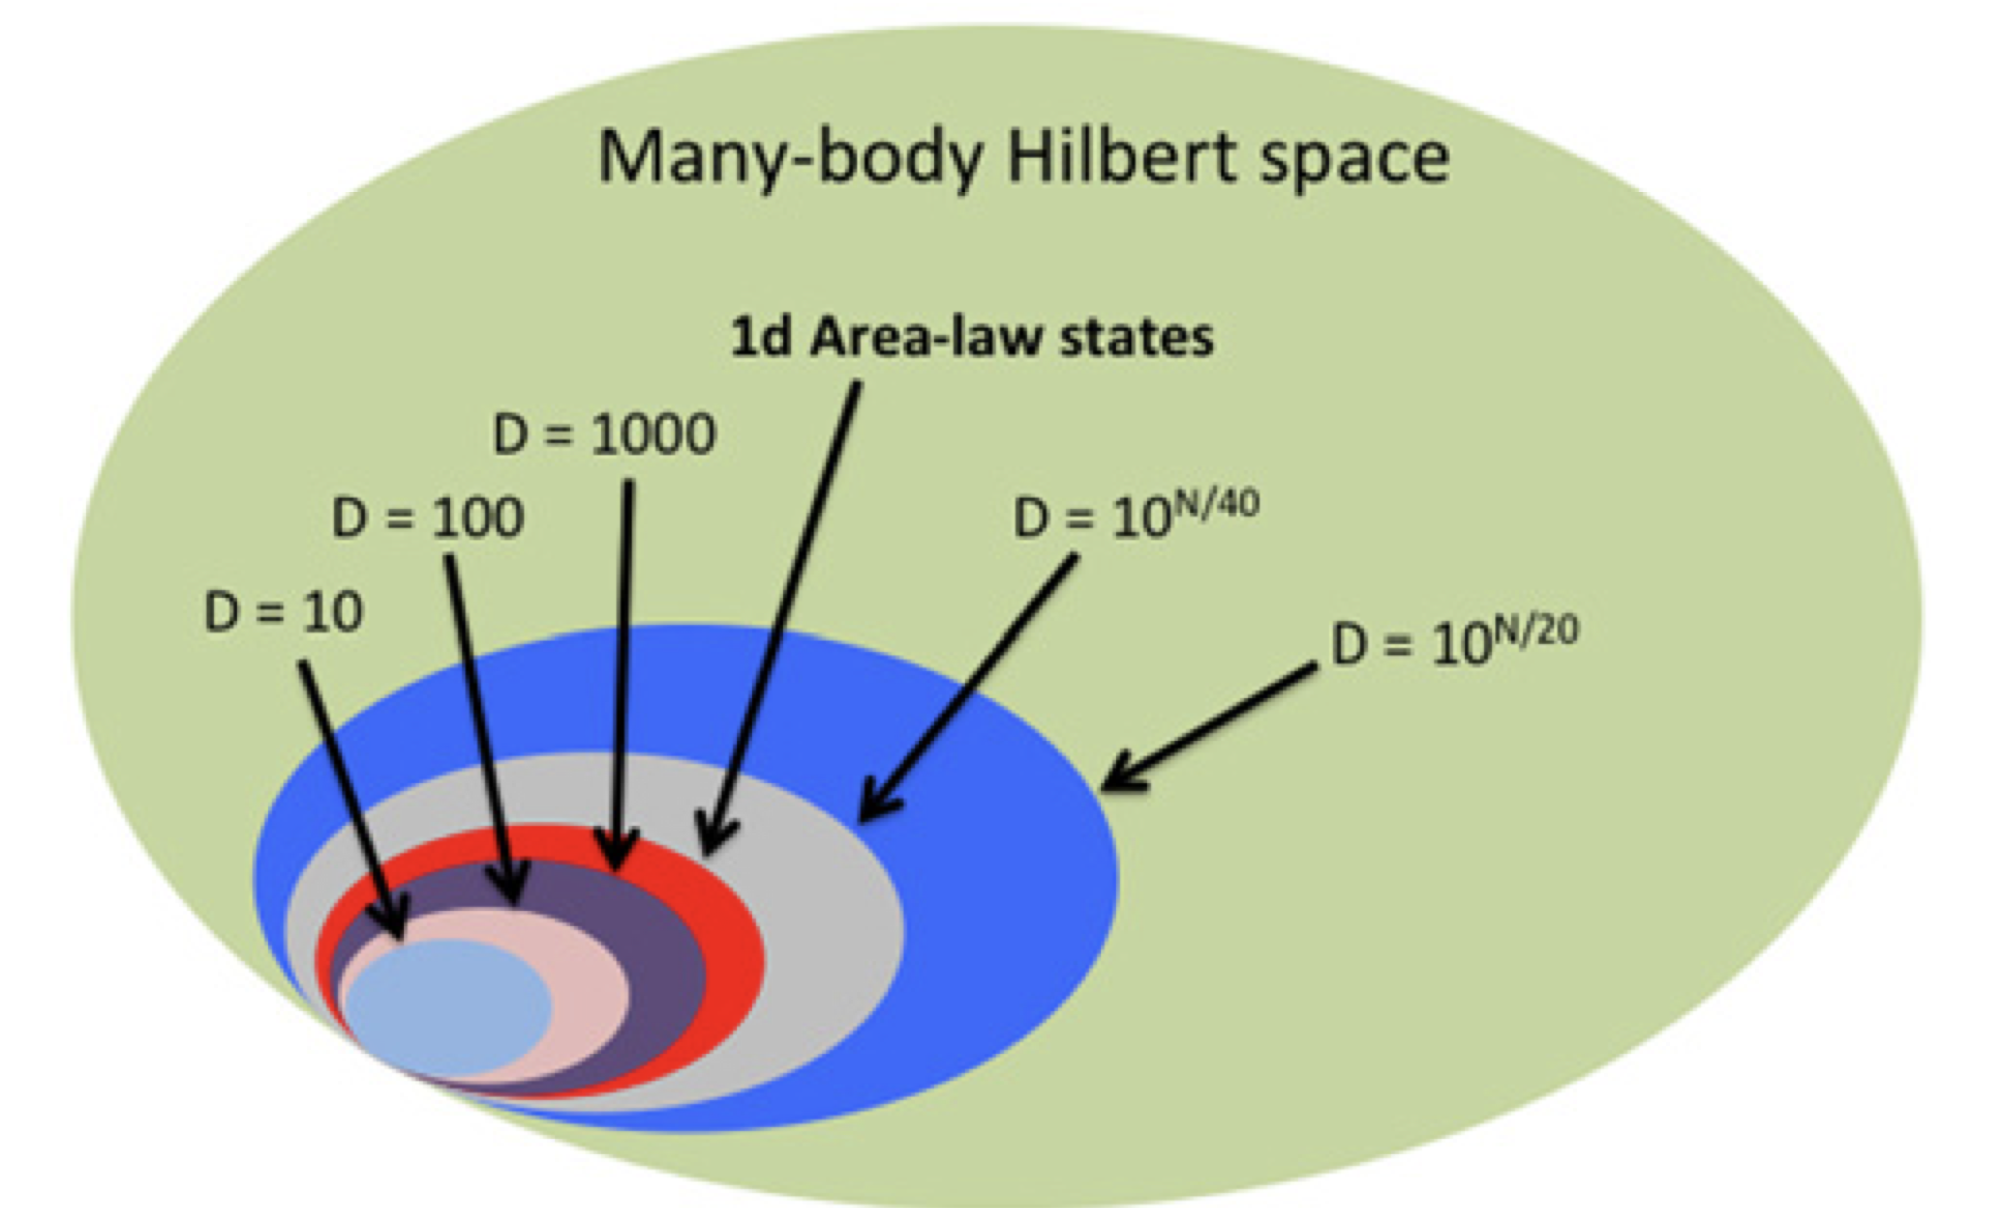 Many-body Hilbert space
1d Area-law states
D = 1000
D = 100
D = 10^N/40
D = 10
D = 10^N/20